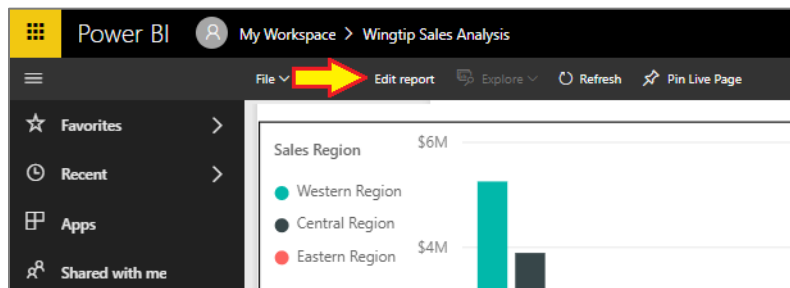 Power BI My Workspace > Wingtip Sales Analysis
File Edit report Explore Refresh Pin Live Page
Favorites
Recent
Apps
Shared with me
Sales Region
Western Region
Central Region
Eastern Region
$6M
$4M